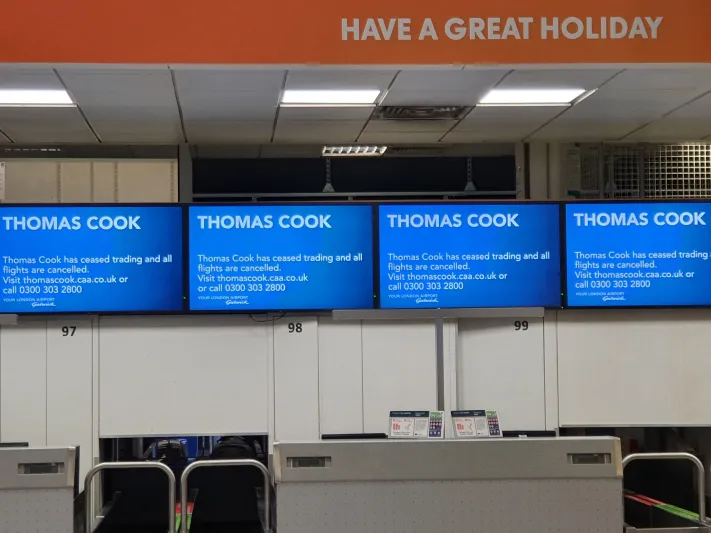 HAVE A GREAT HOLIDAY
THOMAS COOK
Thomas Cook has ceased trading and all
flights are cancelled.
Visit thomascook.caa.co.uk or
call 0300 303 2800
YOUR LONDON AIRPORT
Gatwick
THOMAS COOK
Thomas Cook has ceased trading and all
flights are cancelled.
Visit thomascook.caa.co.uk
or call 0300 303 2800
YOUR LONDON AIRPORT
Gatwick
THOMAS COOK
Thomas Cook has ceased trading and all
flights are cancelled.
Visit thomascook.caa.co.uk or
call 0300 303 2800
YOUR LONDON AIRPORT
Gatwick
THOMAS COOK
Thomas Cook has ceased trading and
flights are cancelled.
Visit thomascook.caa.co.uk or
call 0300 303 2800
YOUR LONDON AIRPORT
Gatwick
97
98
99